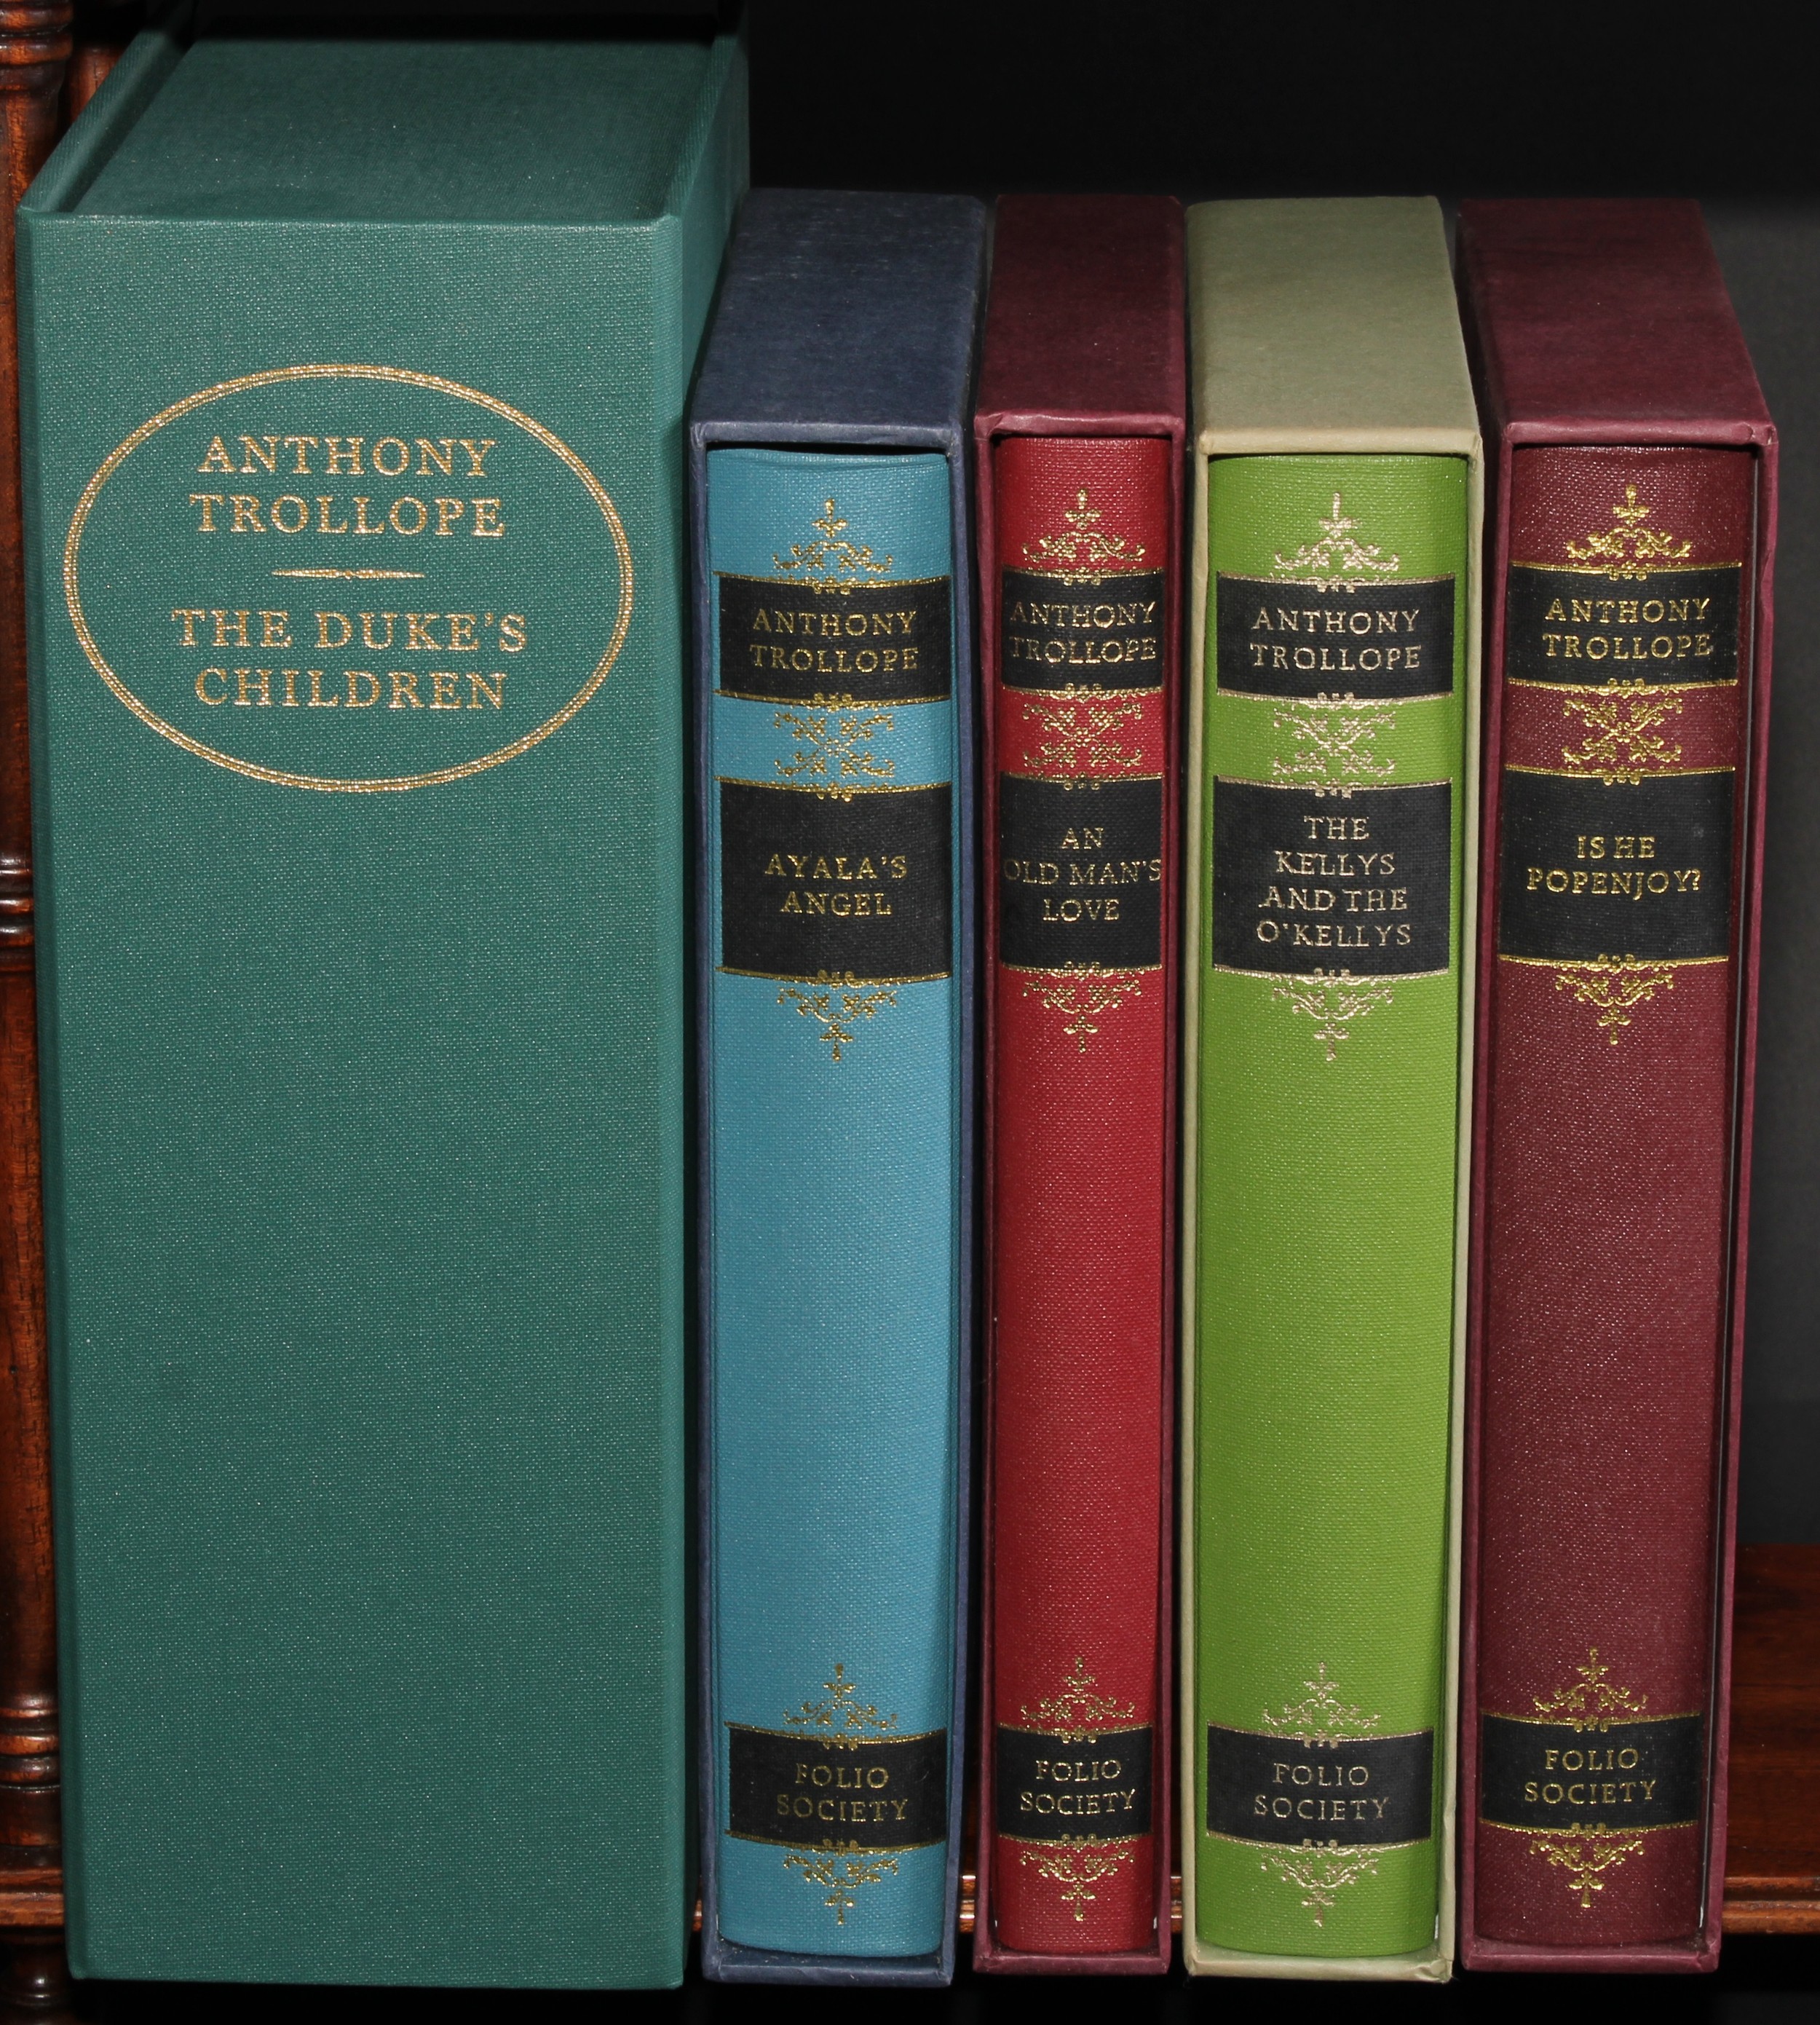 ANTHONY
TROLLOPE
THE DUKE'S
CHILDREN
ANTHONY
TROLLOPE
AYALA'S
ANGEL
FOLIO
SOCIETY
ANTHONY
TROLLOPE
AN
OLD MAN'S
LOVE
FOLIO
SOCIETY
ANTHONY
TROLLOPE
THE
KELLYS
AND THE
O'KELLYS
FOLIO
SOCIETY
ANTHONY
TROLLOPE
IS HE
POPENJOY?
FOLIO
SOCIETY